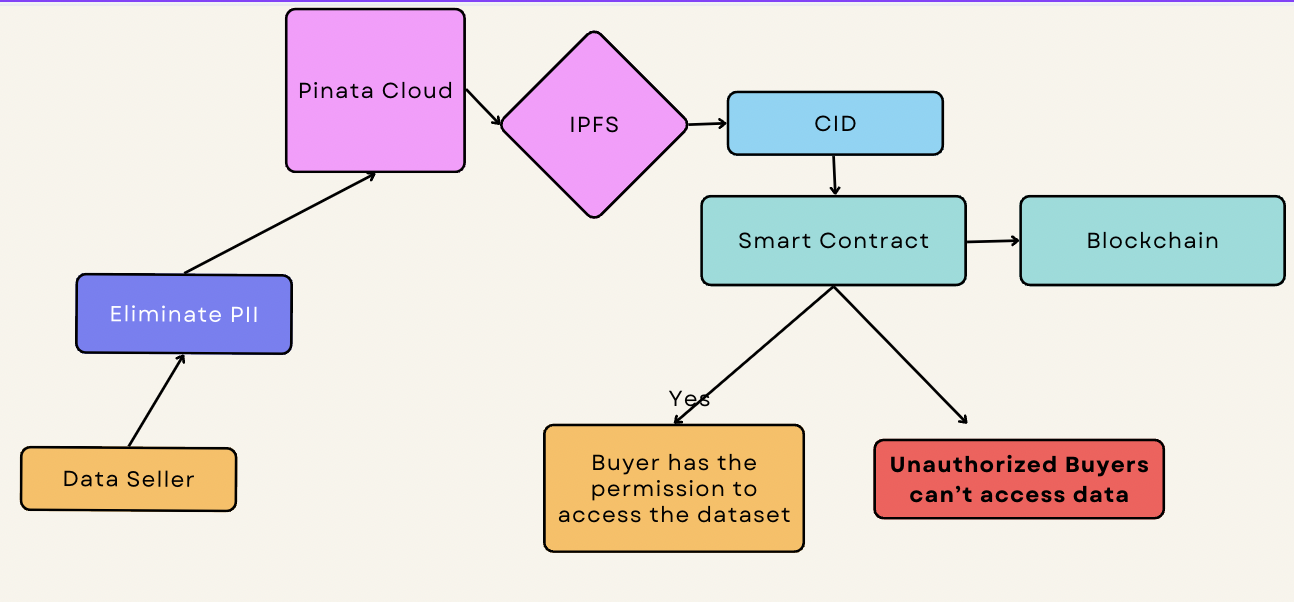 Pinata Cloud
IPFS
CID
Smart Contract
Blockchain
Eliminate PII
Data Seller
Yes
Buyer has the
permission to
access the dataset
Unauthorized Buyers
can’t access data